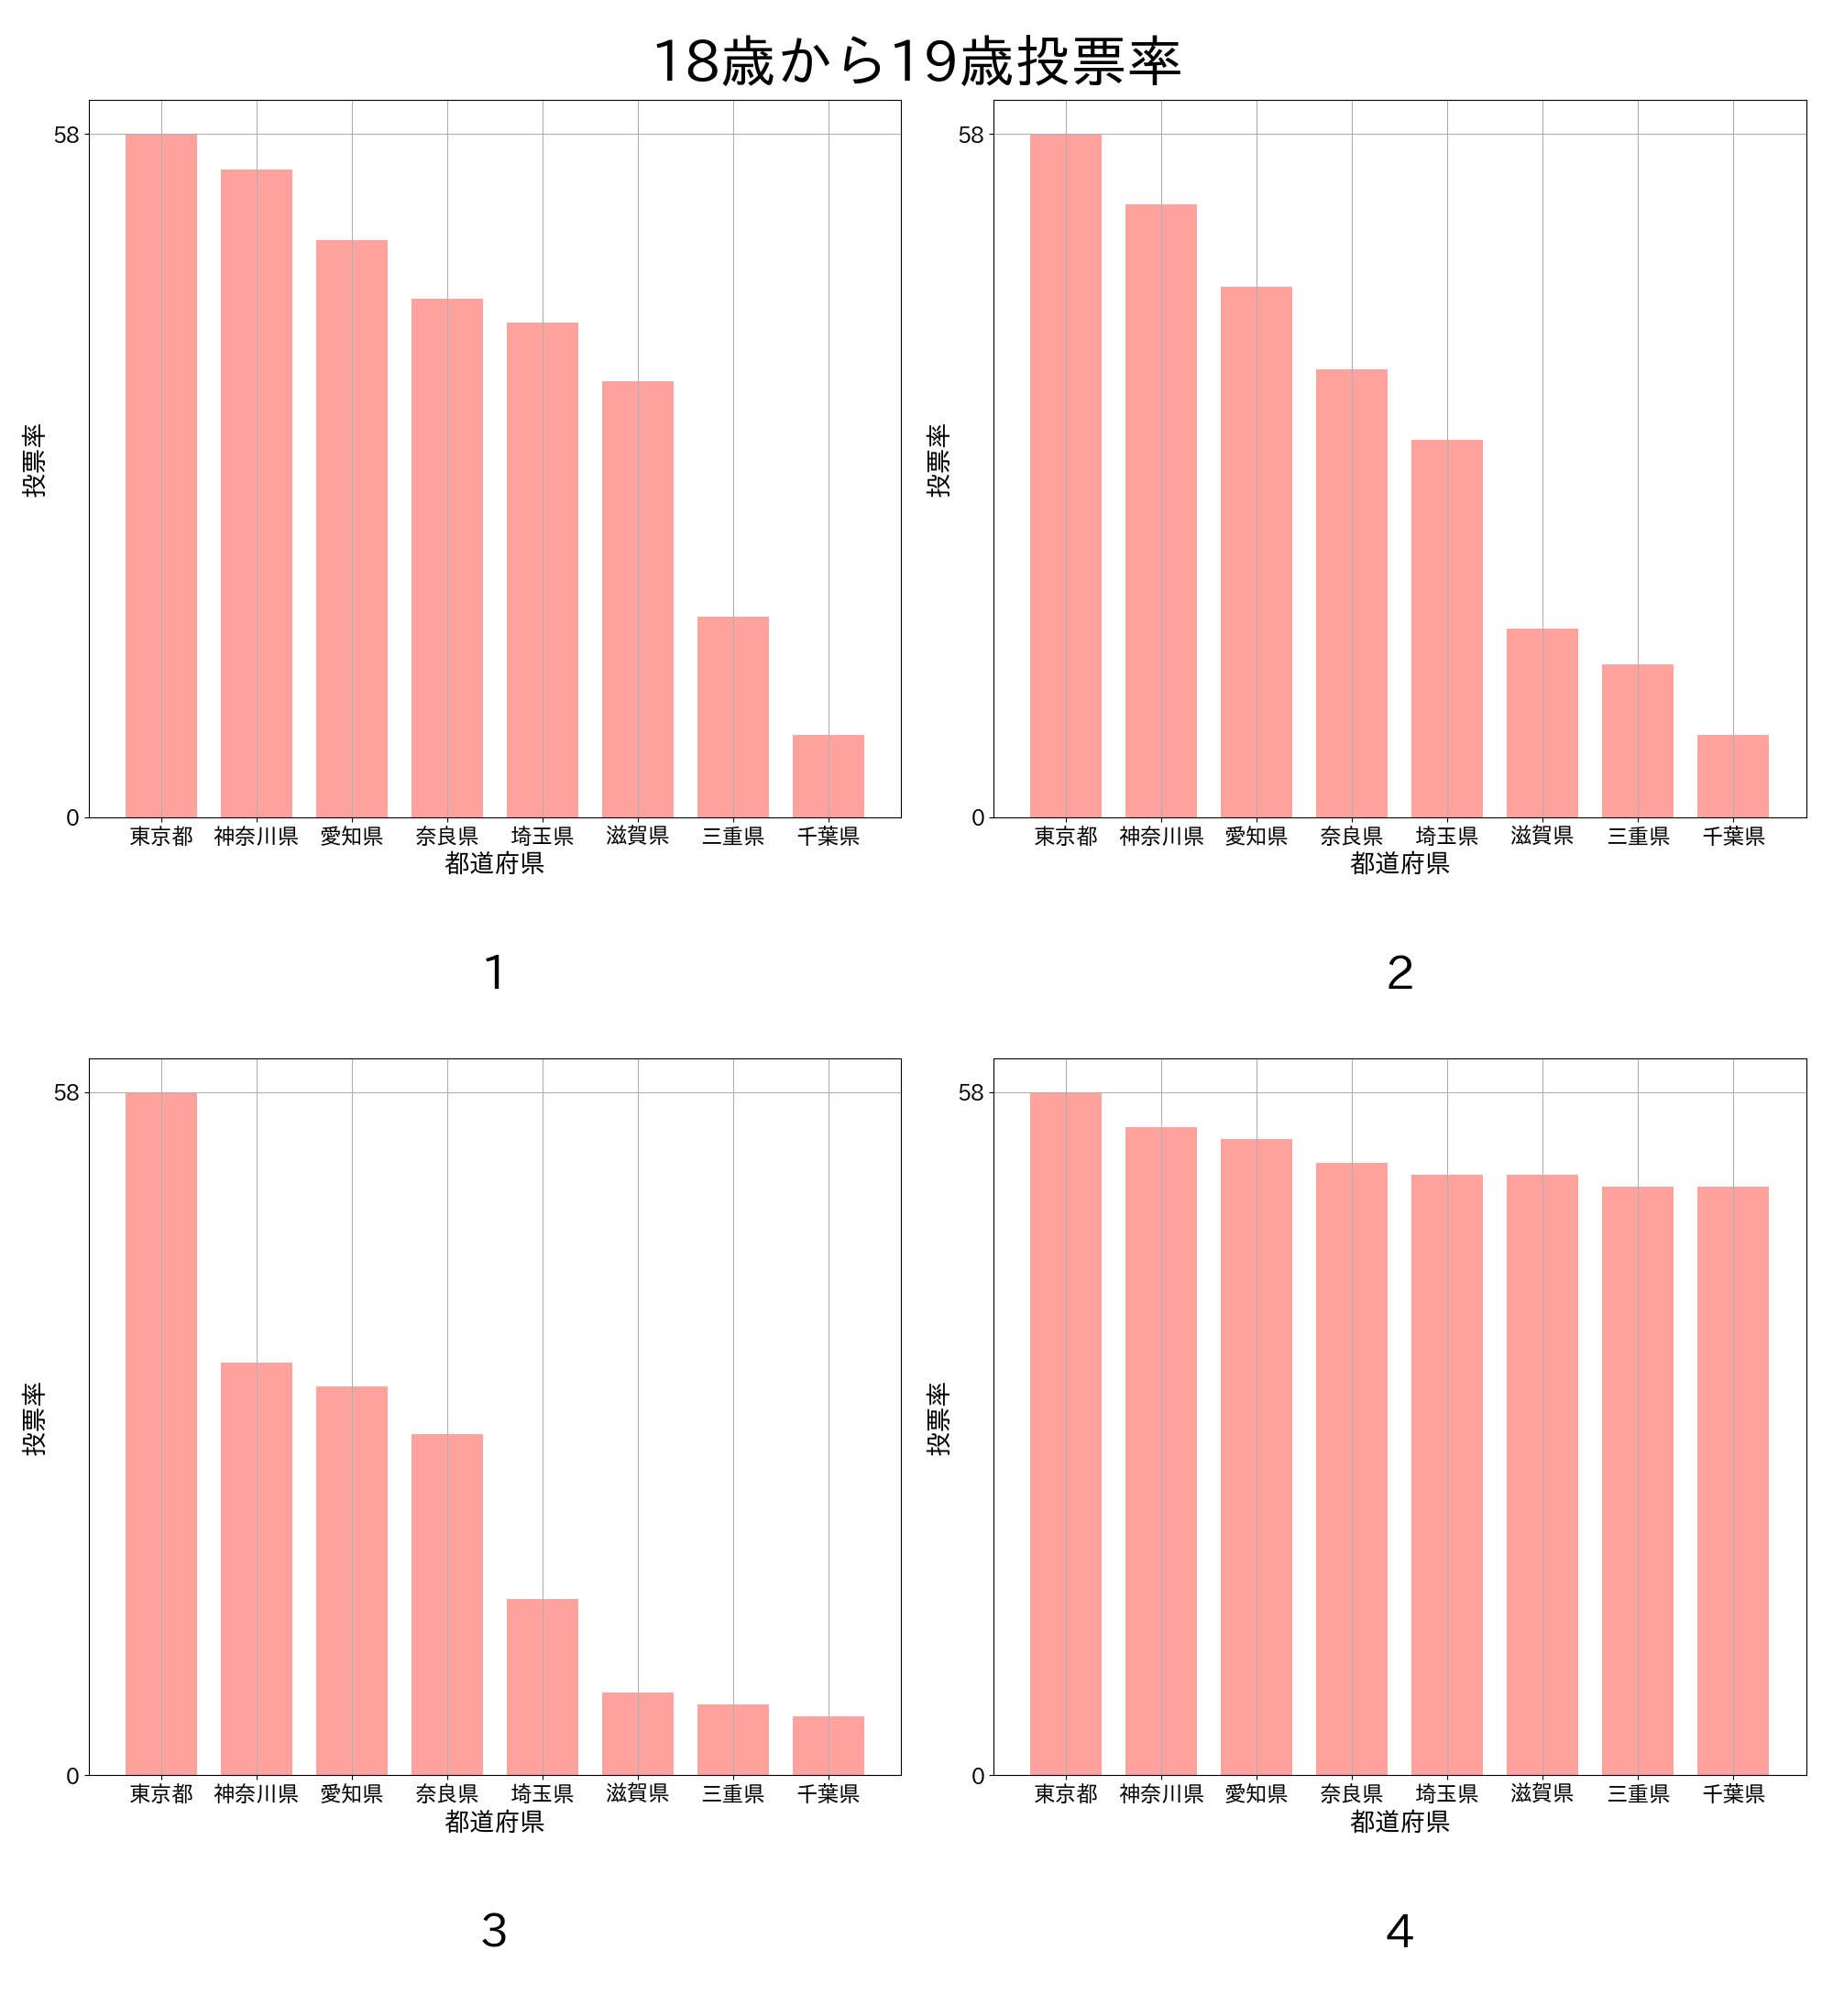 18歳から19歳投票率
58
0
投票率
東京都 神奈川県 愛知県 奈良県 埼玉県 滋賀県 三重県 千葉県
都道府県
1
58
0
投票率
東京都 神奈川県 愛知県 奈良県 埼玉県 滋賀県 三重県 千葉県
都道府県
2
58
0
投票率
東京都 神奈川県 愛知県 奈良県 埼玉県 滋賀県 三重県 千葉県
都道府県
3
58
0
投票率
東京都 神奈川県 愛知県 奈良県 埼玉県 滋賀県 三重県 千葉県
都道府県
4